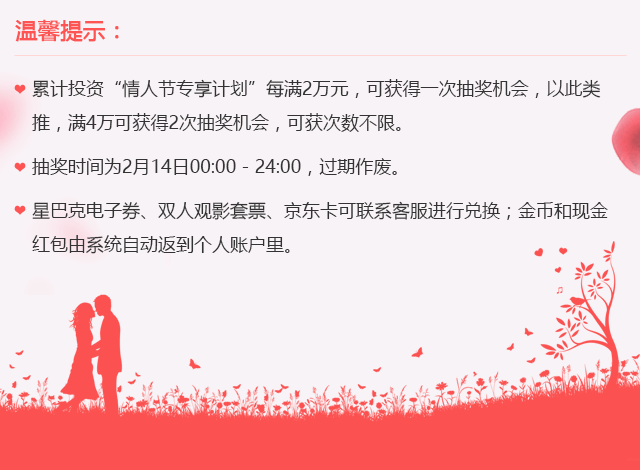 温馨提示：
累计投资“情人节专享计划”每满2万元，可获得一次抽奖机会，以此类
推，满4万可获得2次抽奖机会，可获次数不限。
抽奖时间为2月14日00:00 - 24:00，过期作废。
星巴克电子券、双人观影套票、京东卡可联系客服进行兑换；金币和现金
红包由系统自动返到个人账户里。